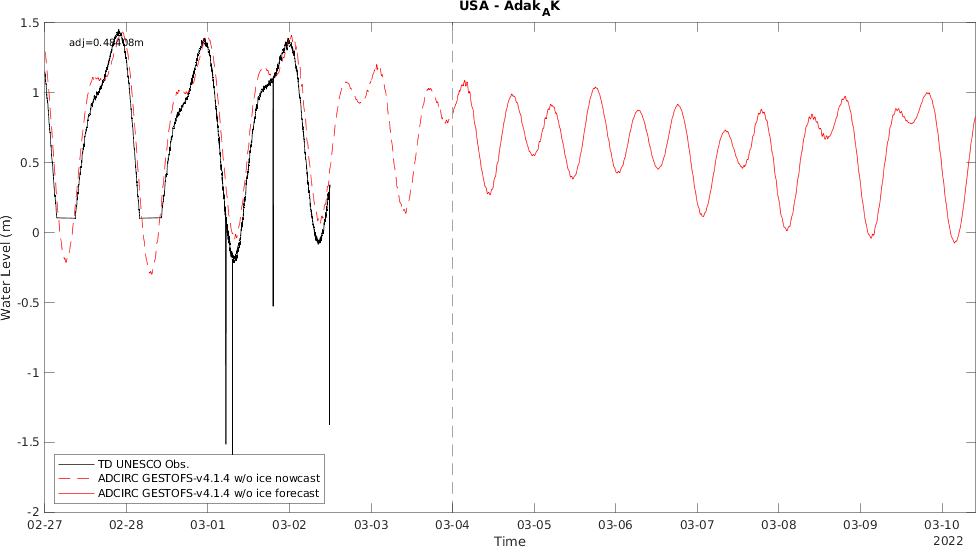 USA - Adak_AK
1.5
adj=0.48408m
1
0.5
0
-0.5
-1
-1.5
-2
Water Level (m)
TD UNESCO Obs.
ADCIRC GESTOFS-v4.1.4 w/o ice nowcast
ADCIRC GESTOFS-v4.1.4 w/o ice forecast
02-27 02-28 03-01 03-02 03-03 03-04 03-05 03-06 03-07 03-08 03-09 03-10
Time
2022